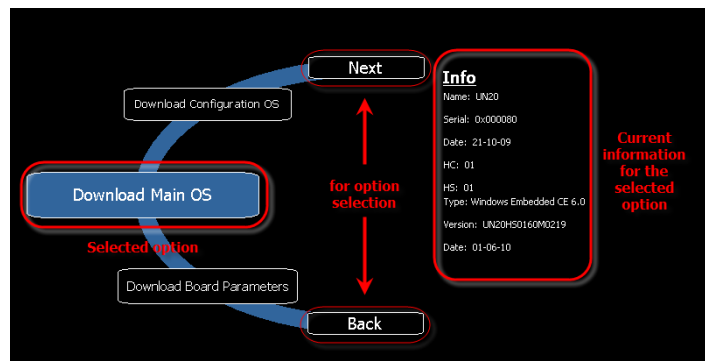 Next
Download Configuration OS
Download Main OS
Selected option
Download Board Parameters
Back
for option
selection
Info
Name: UN20
Serial: 0x000080
Date: 21-10-09
HC: 01
HS: 01
Type: Windows Embedded CE 6.0
Version: UN20HS0160M0219
Date: 01-06-10
Current
information
for the
selected
option